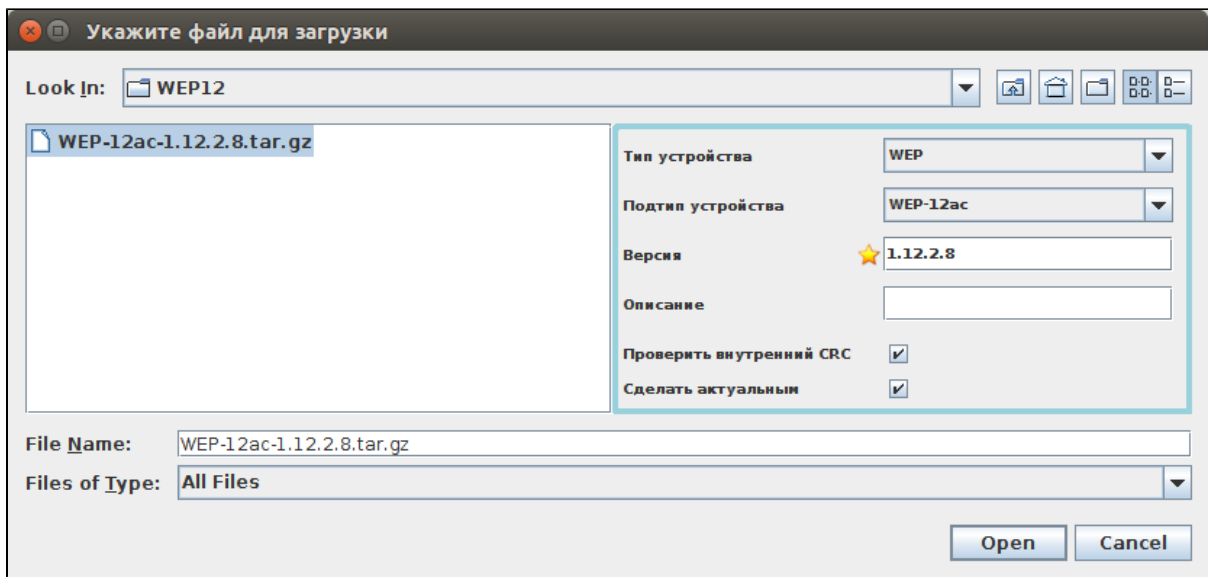 Укажите файл для загрузки
Look In: WEP12
WEP-12ac-1.12.2.8.tar.gz
Тип устройства WEP
Подтип устройства WEP-12ac
Версия 1.12.2.8
Описание
Проверить внутренний CRC
Сделать актуальным
File Name: WEP-12ac-1.12.2.8.tar.gz
Files of Type: All Files
Open Cancel